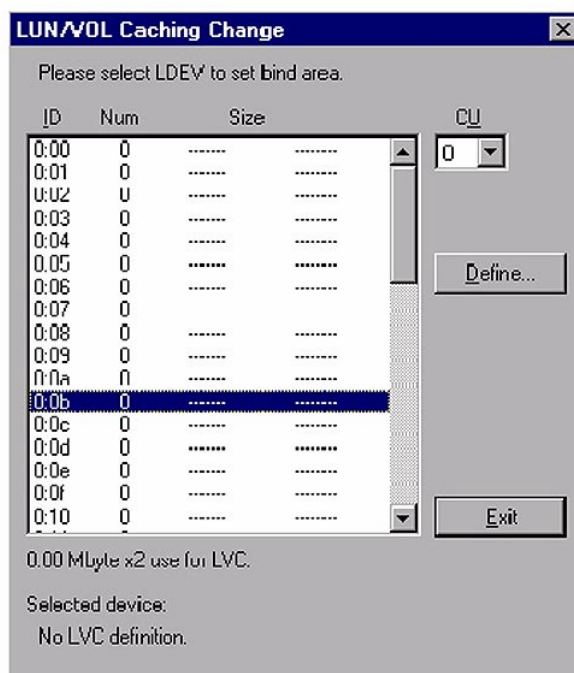 LUN/VOL Caching Change
Please select LDEV to set bind area.
ID Num Size CU
0:00 0 ------- --------
0
0:01 0 ------- --------
0:02 0 ------- --------
0:03 0 ------- --------
0:04 0 ------- --------
0:05 0 ------- --------
0:06 0 ------- --------
Define...
0:07 0
0:08 0 ------- --------
0:09 0 ------- --------
0:0a 0 ------- --------
0:0b 0 ------- --------
0:0c 0 ------- --------
0:0d 0 ------- --------
0:0e 0 ------- --------
0:0f 0 ------- --------
0:10 0 ------- --------
Exit
0.00 Mbyte x2 use for LVC.
Selected device:
No LVC definition.